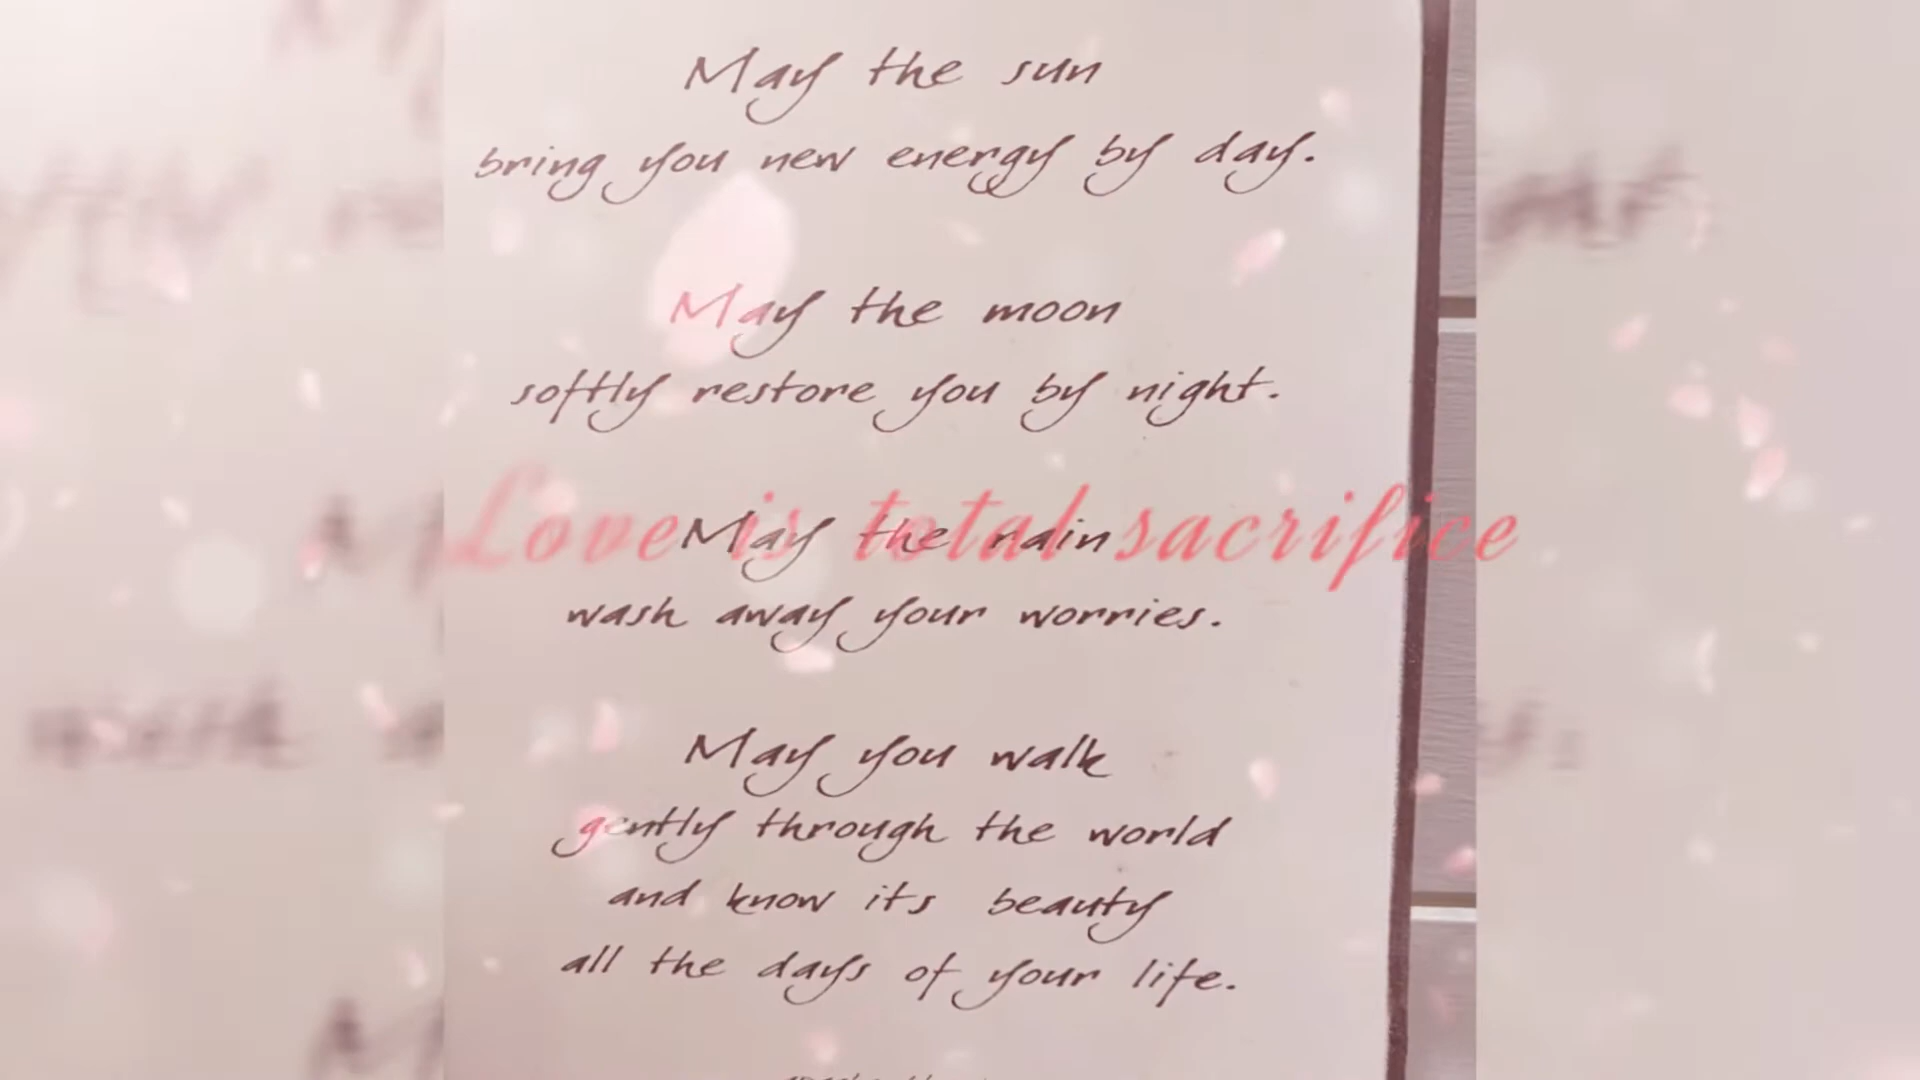 May the sun
bring you new energy by day.
May the moon
softly restore you by night.
Love is total sacrifice
May the rain
wash away your worries.
May you walk
gently through the world
and know its beauty
all the days of your life.